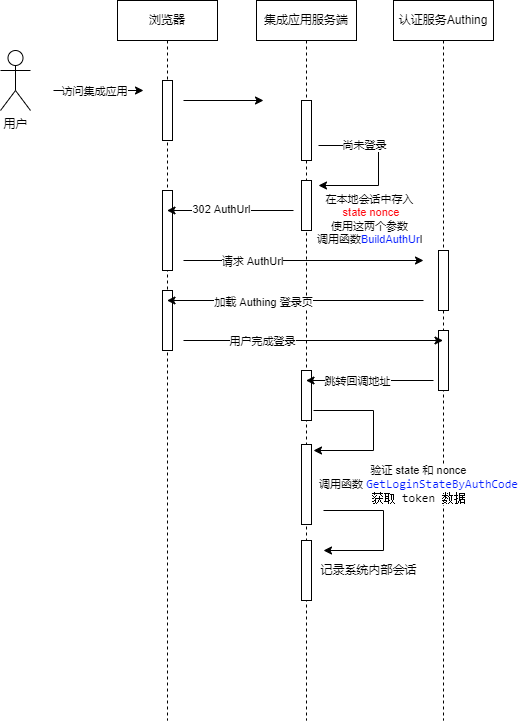 浏览器
集成应用服务端
认证服务Authing
用户
访问集成应用
尚未登录
在本地会话中存入
state nonce
使用这两个参数
调用函数BuildAuthUrl
302 AuthUrl
请求 AuthUrl
加载 Authing 登录页
用户完成登录
跳转回调地址
验证 state 和 nonce
调用函数 GetLoginStateByAuthCode
获取 token 数据
记录系统内部会话